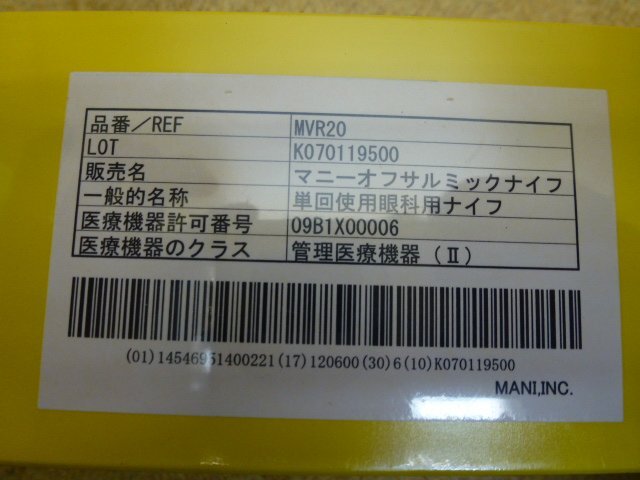 品番／REF MVR20
LOT K070119500
販売名 マニーオフサルミックナイフ
一般的名称 単回使用眼科用ナイフ
医療機器許可番号 09B1X00006
医療機器のクラス 管理医療機器（Ⅱ）
(01)14546951400221(17)120600(30)6(10)K070119500
MANI,INC.